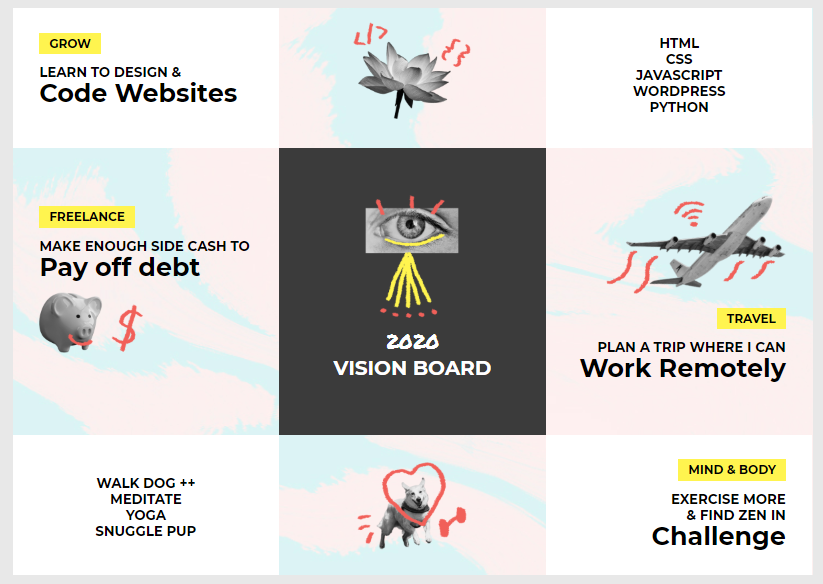 GROW
LEARN TO DESIGN &
Code Websites
</>
{ }
HTML
CSS
JAVASCRIPT
WORDPRESS
PYTHON
FREELANCE
MAKE ENOUGH SIDE CASH TO
Pay off debt
$
2020
VISION BOARD
TRAVEL
PLAN A TRIP WHERE I CAN
Work Remotely
WALK DOG ++
MEDITATE
YOGA
SNUGGLE PUP
MIND & BODY
EXERCISE MORE
& FIND ZEN IN
Challenge